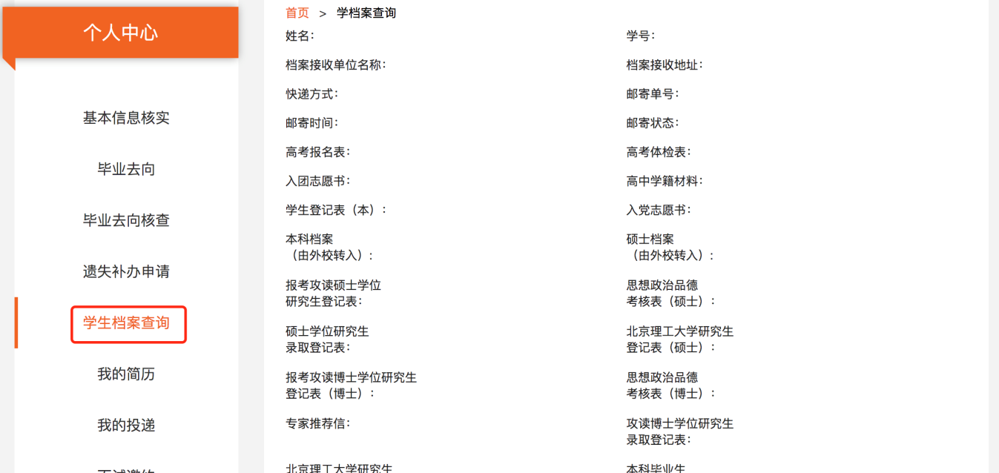 个人中心
基本信息核实
毕业去向
毕业去向核查
遗失补办申请
学生档案查询
我的简历
我的投递
首页 > 学档案查询
姓名:
学号:
档案接收单位名称:
档案接收地址:
快递方式:
邮寄单号:
邮寄时间:
邮寄状态:
高考报名表:
高考体检表:
入团志愿书:
高中学籍材料:
学生登记表（本）:
入党志愿书:
本科档案
（由外校转入）:
硕士档案
（由外校转入）:
报考攻读硕士学位
研究生登记表:
思想政治品德
考核表（硕士）:
硕士学位研究生
录取登记表:
北京理工大学研究生
登记表（硕士）:
报考攻读博士学位研究生
登记表（博士）:
思想政治品德
考核表（博士）:
专家推荐信:
攻读博士学位研究生
录取登记表:
北京理工大学研究生
本科毕业生